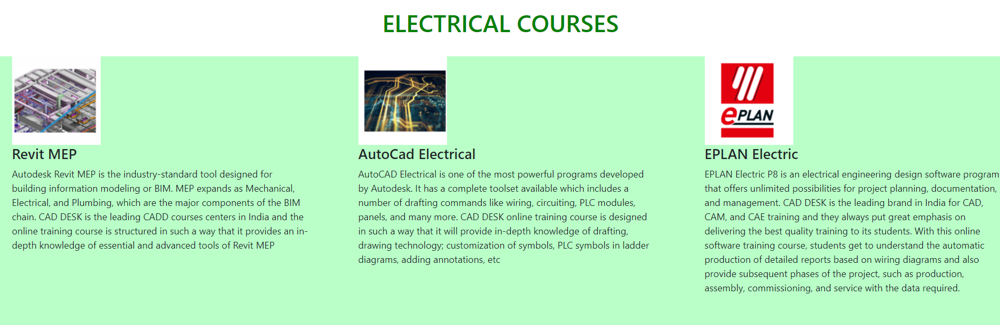 ELECTRICAL COURSES
Revit MEP
Autodesk Revit MEP is the industry-standard tool designed for
building information modeling or BIM. MEP expands as Mechanical,
Electrical, and Plumbing, which are the major components of the BIM
chain. CAD DESK is the leading CADD courses centers in India and the
online training course is structured in such a way that it provides an in-
depth knowledge of essential and advanced tools of Revit MEP
AutoCad Electrical
AutoCAD Electrical is one of the most powerful programs developed
by Autodesk. It has a complete toolset available which includes a
number of drafting commands like wiring, circuiting, PLC modules,
panels, and many more. CAD DESK online training course is designed
in such a way that it will provide in-depth knowledge of drafting,
drawing technology; customization of symbols, PLC symbols in ladder
diagrams, adding annotations, etc
ePLAN
EPLAN Electric
EPLAN Electric P8 is an electrical engineering design software program
that offers unlimited possibilities for project planning, documentation,
and management. CAD DESK is the leading brand in India for CAD,
CAM, and CAE training and they always put great emphasis on
delivering the best quality training to its students. With this online
software training course, students get to understand the automatic
production of detailed reports based on wiring diagrams and also
provide subsequent phases of the project, such as production,
assembly, commissioning, and service with the data required.